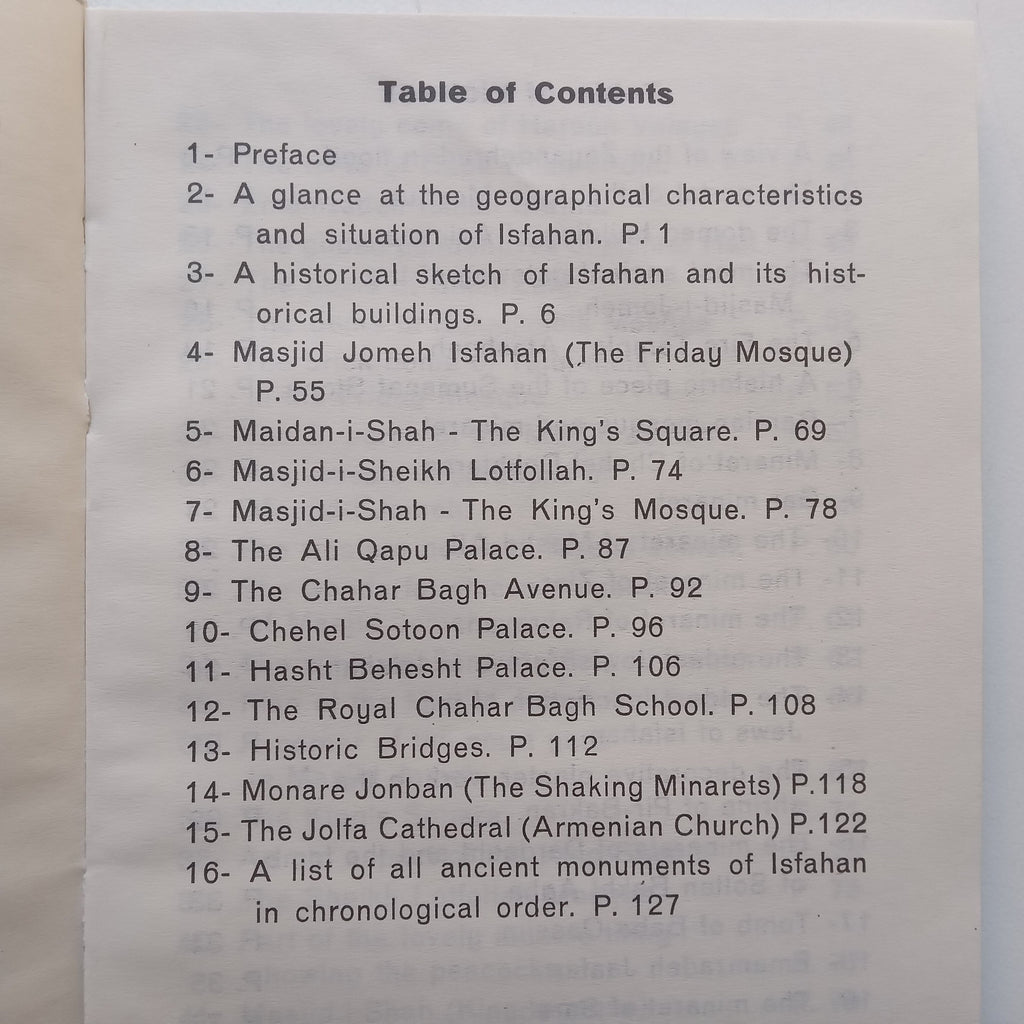 Table of Contents
1- Preface
2- A glance at the geographical characteristics
and situation of Isfahan. P. 1
3- A historical sketch of Isfahan and its hist-
orical buildings. P. 6
4- Masjid Jomeh Isfahan (The Friday Mosque)
P. 55
5- Maidan-i-Shah - The King's Square. P. 69
6- Masjid-i-Sheikh Lotfollah. P. 74
7- Masjid-i-Shah - The King's Mosque. P. 78
8- The Ali Qapu Palace. P. 87
9- The Chahar Bagh Avenue. P. 92
10- Chehel Sotoon Palace. P. 96
11- Hasht Behesht Palace. P. 106
12- The Royal Chahar Bagh School. P. 108
13- Historic Bridges. P. 112
14- Monare Jonban (The Shaking Minarets) P.118
15- The Jolfa Cathedral (Armenian Church) P.122
16- A list of all ancient monuments of Isfahan
in chronological order. P. 127